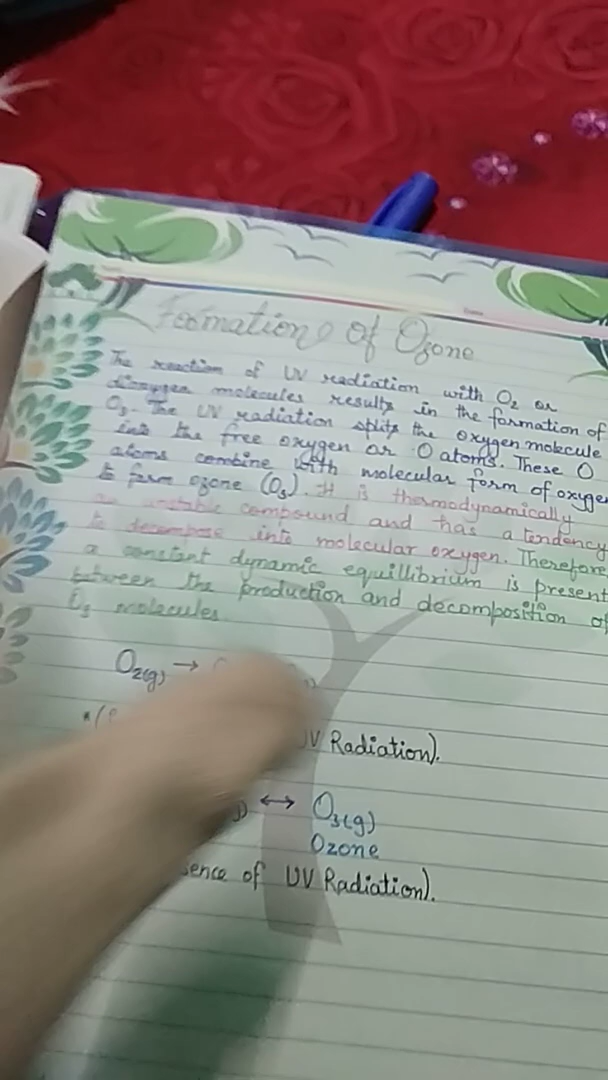 Formation of Ozone
The reaction of UV radiation with O2 or
dioxygen molecules results in the formation of
O3. The UV radiation splits the oxygen molecule
into the free oxygen or O atoms. These O
atoms combine with molecular form of oxygen
to form ozone (O3). It is thermodynamically
an unstable compound and has a tendency
to decompose into molecular oxygen. Therefore
a constant dynamic equillibrium is present
between the production and decomposition of
O3 molecules.
O2(g) →
UV Radiation).
↔ O3(g)
Ozone
sence of UV Radiation).